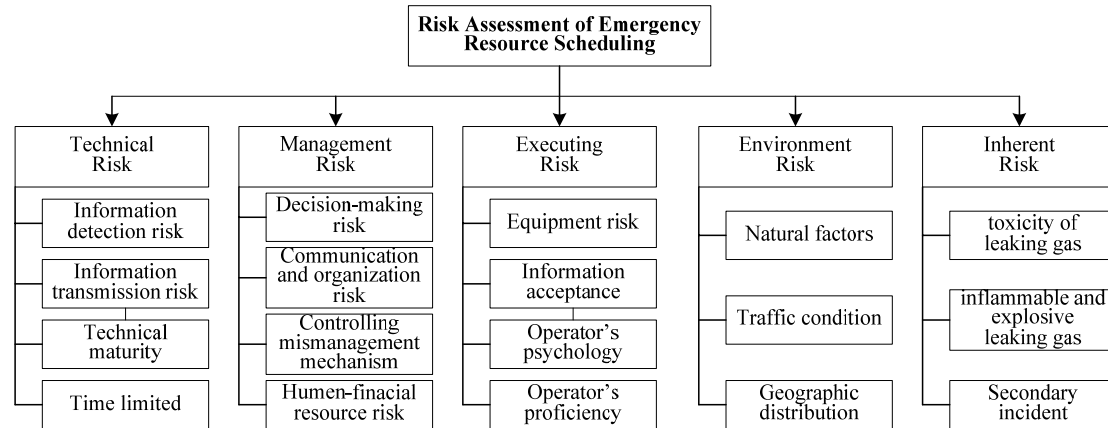 Risk Assessment of Emergency
Resource Scheduling
Technical
Risk
Information
detection risk
Information
transmission risk
Technical
maturity
Time limited
Management
Risk
Decision-making
risk
Communication
and organization
risk
Controlling
mismanagement
mechanism
Humen-finacial
resource risk
Executing
Risk
Equipment risk
Information
acceptance
Operator's
psychology
Operator's
proficiency
Environment
Risk
Natural factors
Traffic condition
Geographic
distribution
Inherent
Risk
toxicity of
leaking gas
inflammable and
explosive
leaking gas
Secondary
incident